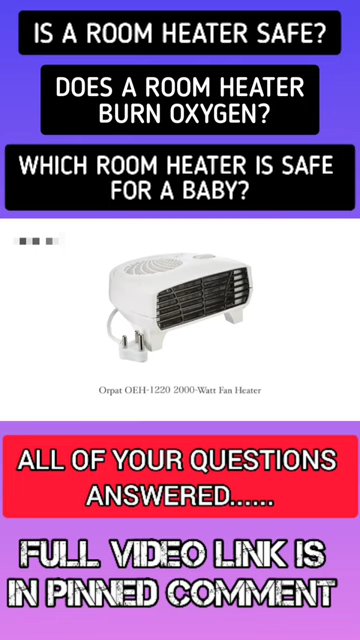 IS A ROOM HEATER SAFE?
DOES A ROOM HEATER
BURN OXYGEN?
WHICH ROOM HEATER IS SAFE
FOR A BABY?
Orpat OEH-1220 2000-Watt Fan Heater
ALL OF YOUR QUESTIONS
ANSWERED......
FULL VIDEO LINK IS
IN PINNED COMMENT